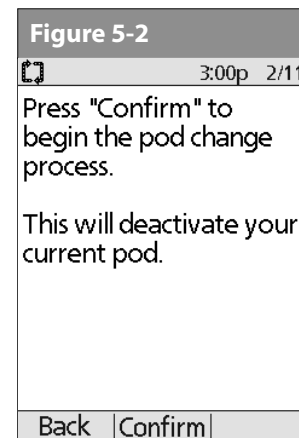 Figure 5-2
3:00p 2/11
Press "Confirm" to
begin the pod change
process.
This will deactivate your
current pod.
Back Confirm